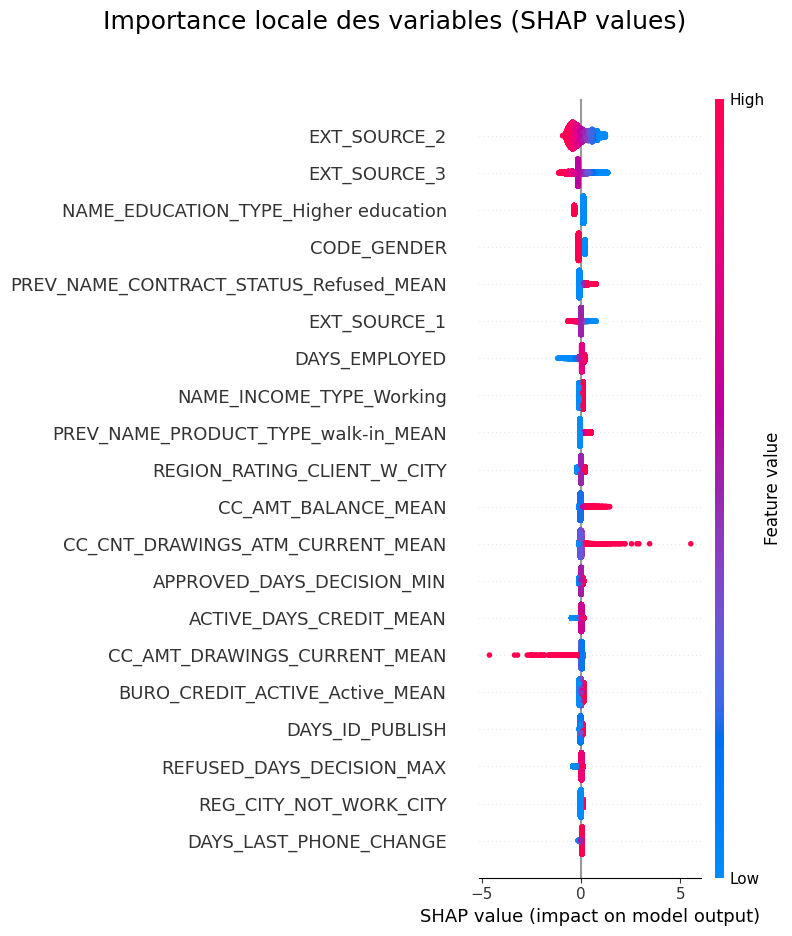 Importance locale des variables (SHAP values)
High
EXT_SOURCE_2
EXT_SOURCE_3
NAME_EDUCATION_TYPE_Higher education
CODE_GENDER
PREV_NAME_CONTRACT_STATUS_Refused_MEAN
EXT_SOURCE_1
DAYS_EMPLOYED
NAME_INCOME_TYPE_Working
PREV_NAME_PRODUCT_TYPE_walk-in_MEAN
REGION_RATING_CLIENT_W_CITY
CC_AMT_BALANCE_MEAN
CC_CNT_DRAWINGS_ATM_CURRENT_MEAN
APPROVED_DAYS_DECISION_MIN
ACTIVE_DAYS_CREDIT_MEAN
CC_AMT_DRAWINGS_CURRENT_MEAN
BURO_CREDIT_ACTIVE_Active_MEAN
DAYS_ID_PUBLISH
REFUSED_DAYS_DECISION_MAX
REG_CITY_NOT_WORK_CITY
DAYS_LAST_PHONE_CHANGE
Feature value
Low
−5 0 5
SHAP value (impact on model output)